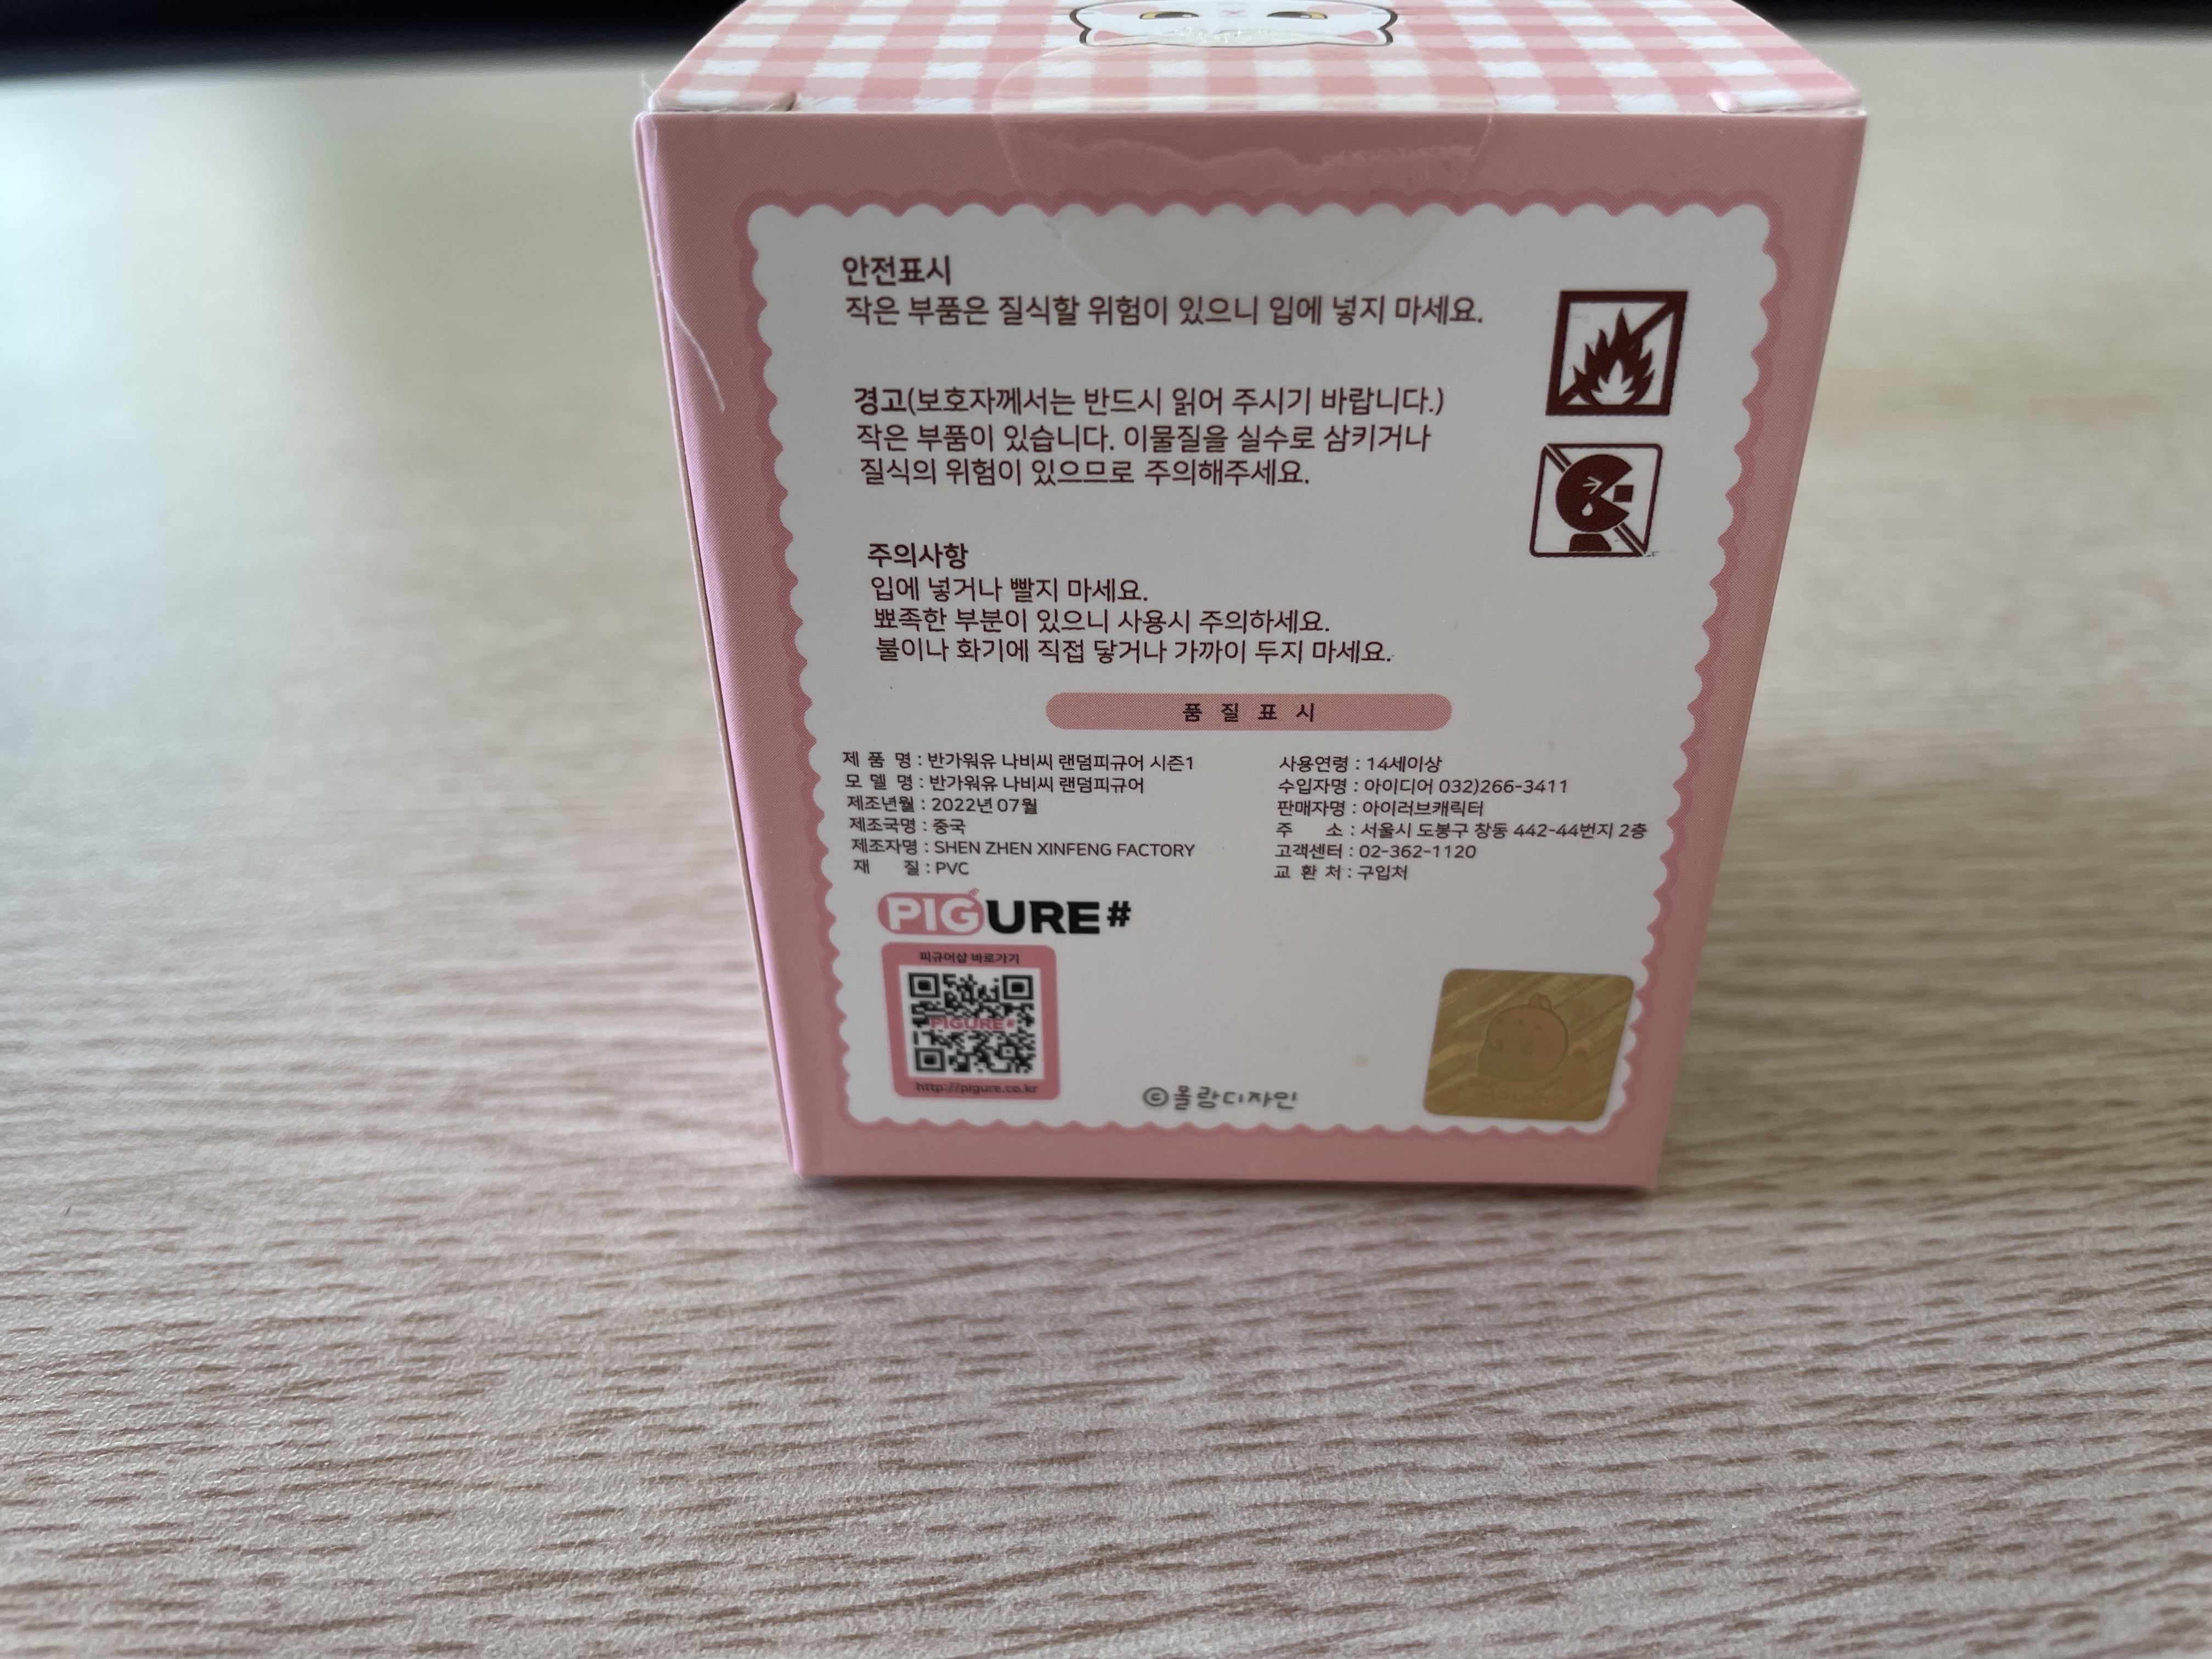 안전표시
작은 부품은 질식할 위험이 있으니 입에 넣지 마세요.
경고(보호자께서는 반드시 읽어 주시기 바랍니다.)
작은 부품이 있습니다. 이물질을 실수로 삼키거나
질식의 위험이 있으므로 주의해주세요.
주의사항
입에 넣거나 빨지 마세요.
뾰족한 부분이 있으니 사용시 주의하세요.
불이나 화기에 직접 닿거나 가까이 두지 마세요.
품 질 표 시
제 품 명 : 반가워유 나비씨 랜덤피규어 시즌1
모 델 명 : 반가워유 나비씨 랜덤피규어
제조년월 : 2022년 07월
제조국명 : 중국
제조자명 : SHEN ZHEN XINFENG FACTORY
재 질 : PVC
사용연령 : 14세이상
수입자명 : 아이디어 032)266-3411
판매자명 : 아이러브캐릭터
주 소 : 서울시 도봉구 창동 442-44번지 2층
고객센터 : 02-362-1120
교 환 처 : 구입처
PIGURE#
피규어샵 바로가기
PIGURE#
http://pigure.co.kr
©몰랑디자인